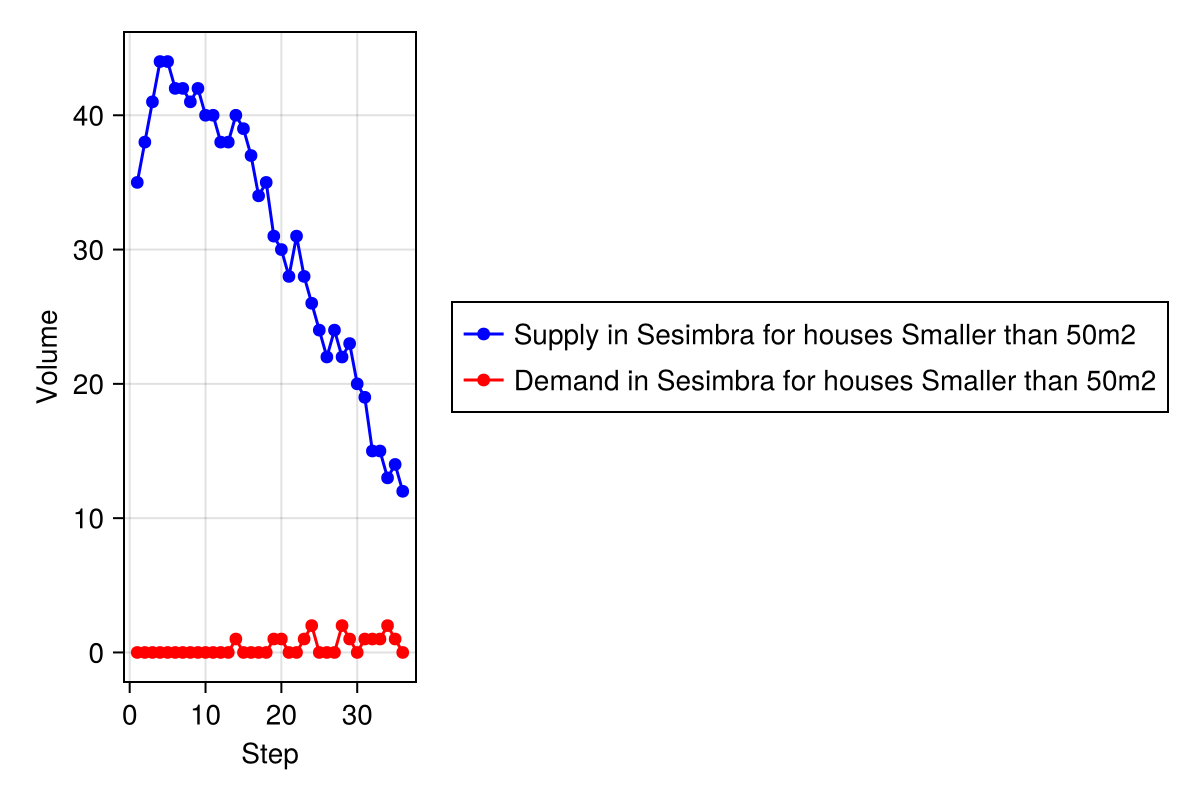 Volume
40
30
20
10
0
0 10 20 30
Step
Supply in Sesimbra for houses Smaller than 50m2
Demand in Sesimbra for houses Smaller than 50m2